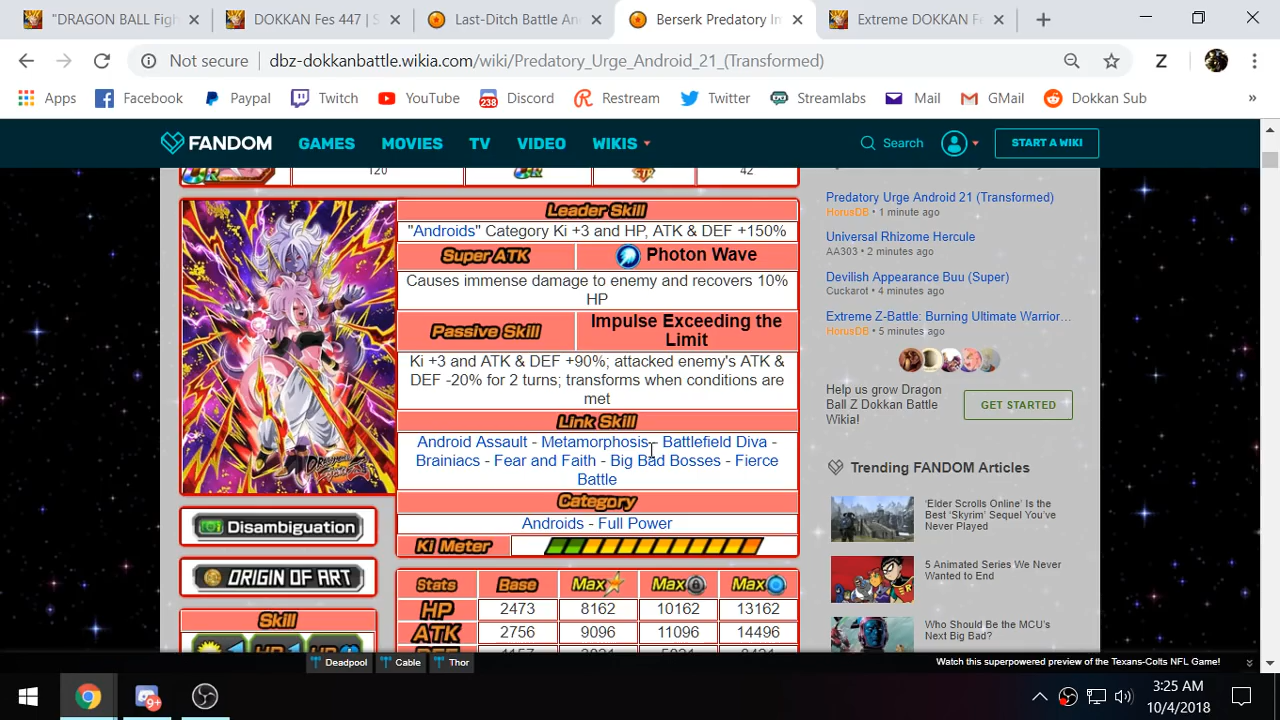 "DRAGON BALL Figh
DOKKAN Fes 447 | S
Last-Ditch Battle An
Berserk Predatory In
Extreme DOKKAN Fe
Not secure | dbz-dokkanbattle.wikia.com/wiki/Predatory_Urge_Android_21_(Transformed)
Z
Apps Facebook Paypal Twitch YouTube 238 Discord Restream Twitter Streamlabs Mail GMail Dokkan Sub »
FANDOM GAMES MOVIES TV VIDEO WIKIS Search START A WIKI
120 UR STR 42
Leader Skill
"Androids" Category Ki +3 and HP, ATK & DEF +150%
Super ATK Photon Wave
Causes immense damage to enemy and recovers 10%
HP
Passive Skill Impulse Exceeding the
Limit
Ki +3 and ATK & DEF +90%; attacked enemy's ATK &
DEF -20% for 2 turns; transforms when conditions are
met
Link Skill
Android Assault - Metamorphosis - Battlefield Diva -
Brainiacs - Fear and Faith - Big Bad Bosses - Fierce
Battle
Category
Androids - Full Power
Ki Meter
Stats Base Max Max Max
HP 2473 8162 10162 13162
ATK 2756 9096 11096 14496
Disambiguation
ORIGIN OF ART
Skill
Predatory Urge Android 21 (Transformed)
HorusDB • 1 minute ago
Universal Rhizome Hercule
AA303 • 2 minutes ago
Devilish Appearance Buu (Super)
Cuckarot • 4 minutes ago
Extreme Z-Battle: Burning Ultimate Warrior…
HorusDB • 5 minutes ago
Help us grow Dragon
Ball Z Dokkan Battle
Wikia!
GET STARTED
Trending FANDOM Articles
'Elder Scrolls Online' Is the
Best 'Skyrim' Sequel You've
Never Played
5 Animated Series We Never
Wanted to End
Who Should Be the MCU's
Next Big Bad?
Deadpool Cable Thor
Watch this superpowered preview of the Texans-Colts NFL Game!
9+
3:25 AM
10/4/2018